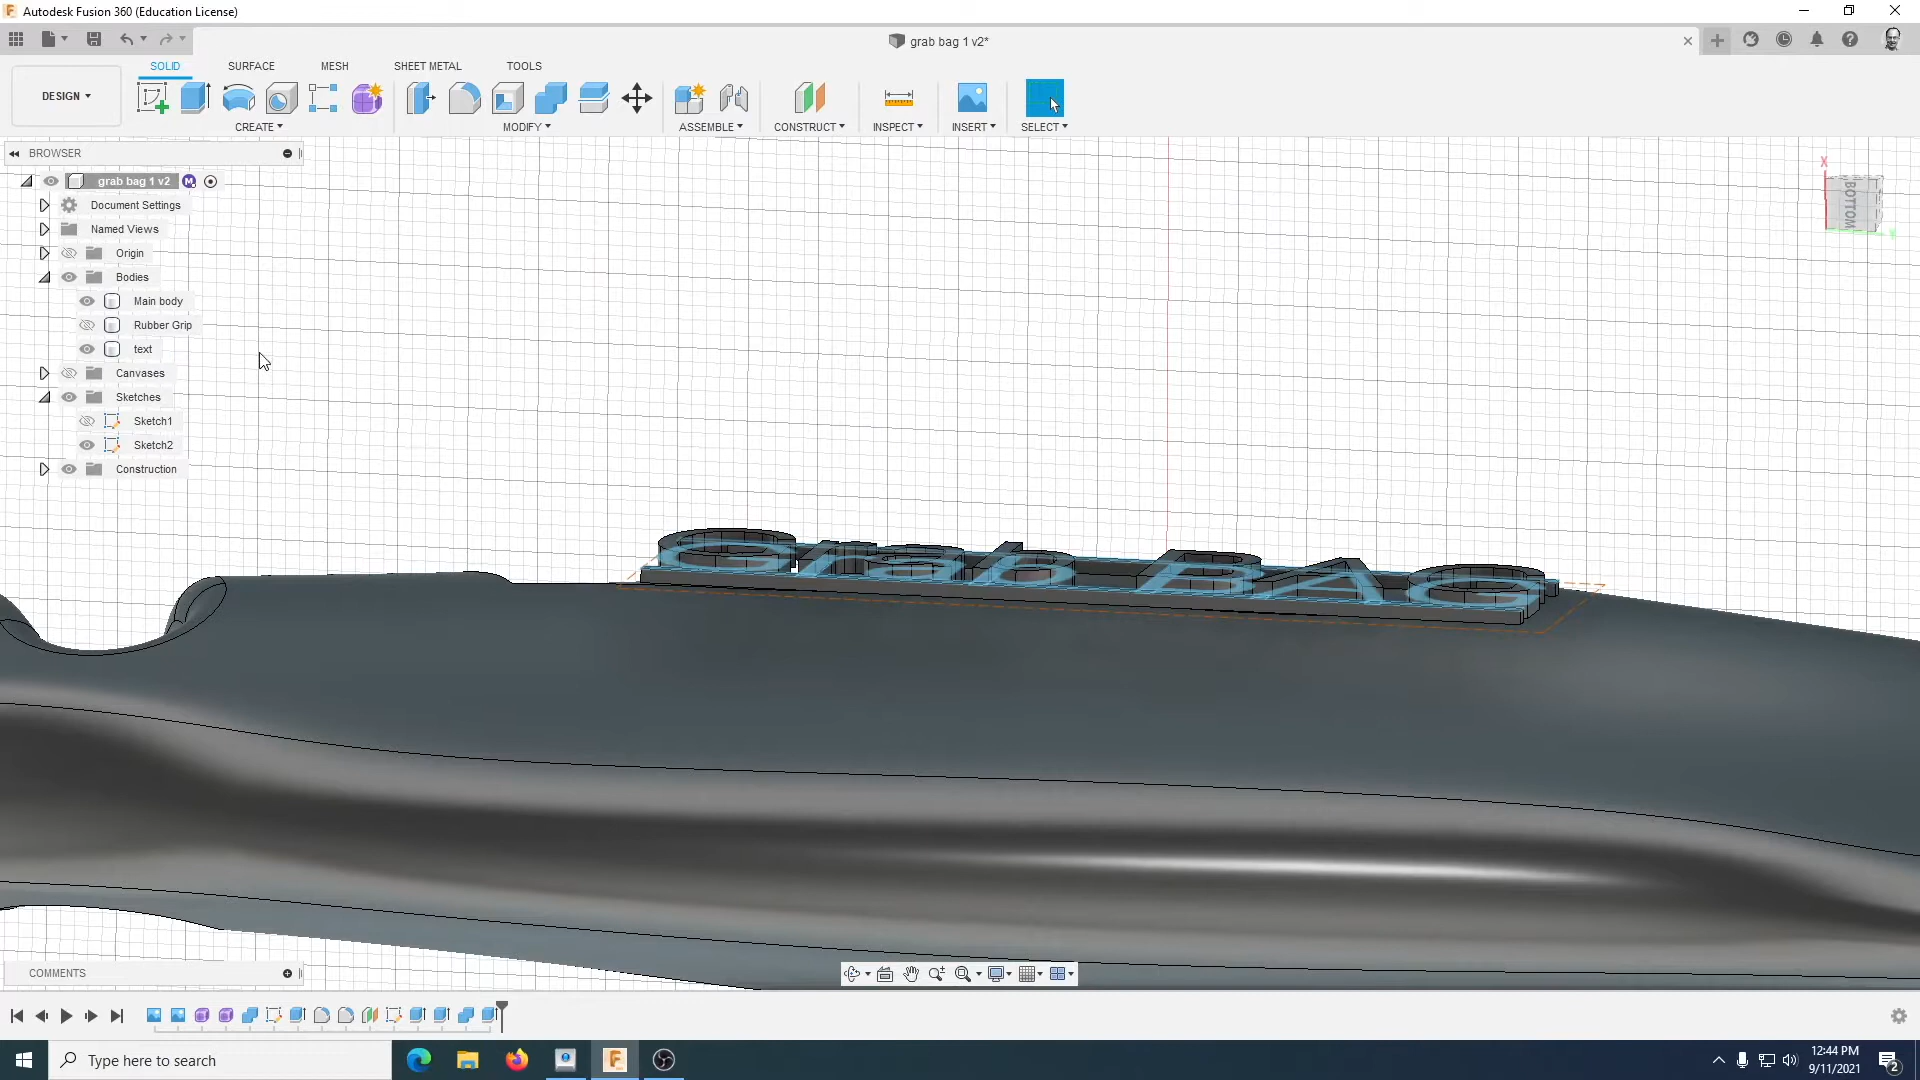 Autodesk Fusion 360 (Education License)
grab bag 1 v2*
SOLID SURFACE MESH SHEET METAL TOOLS
DESIGN
CREATE MODIFY ASSEMBLE CONSTRUCT INSPECT INSERT SELECT
BROWSER
grab bag 1 v2
Document Settings
Named Views
Origin
Bodies
Main body
Rubber Grip
text
Canvases
Sketches
Sketch1
Sketch2
Construction
X
BOTTOM
Grab BAG
COMMENTS
Type here to search
12:44 PM
9/11/2021
2